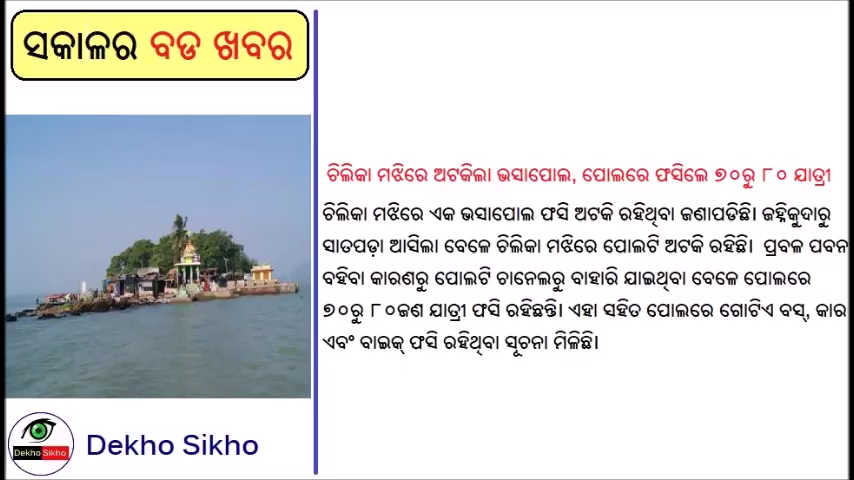 ସକାଳର ବଡ ଖବର
ଚିଲିକା ମଝିରେ ଅଟକିଲା ଭସାପୋଲ, ପୋଲରେ ଫସିଲେ ୭୦ରୁ ୮୦ ଯାତ୍ରୀ
ଚିଲିକା ମଝିରେ ଏକ ଭସାପୋଲ ଫସି ଅଟକି ରହିଥିବା ଜଣାପଡିଛି। ଜହ୍ନିକୁଦାରୁ
ସାତପଡ଼ା ଆସିଲା ବେଳେ ଚିଲିକା ମଝିରେ ପୋଲଟି ଅଟକି ରହିଛି। ପ୍ରବଳ ପବନ
ବହିବା କାରଣରୁ ପୋଲଟି ଚାନେଲରୁ ବାହାରି ଯାଇଥିବା ବେଳେ ପୋଲରେ
୭୦ରୁ ୮୦ଜଣ ଯାତ୍ରୀ ଫସି ରହିଛନ୍ତି। ଏହା ସହିତ ପୋଲରେ ଗୋଟିଏ ବସ୍, କାର
ଏବଂ ବାଇକ୍ ଫସି ରହିଥିବା ସୂଚନା ମିଳିଛି।
Dekho Sikho
Dekho Sikho